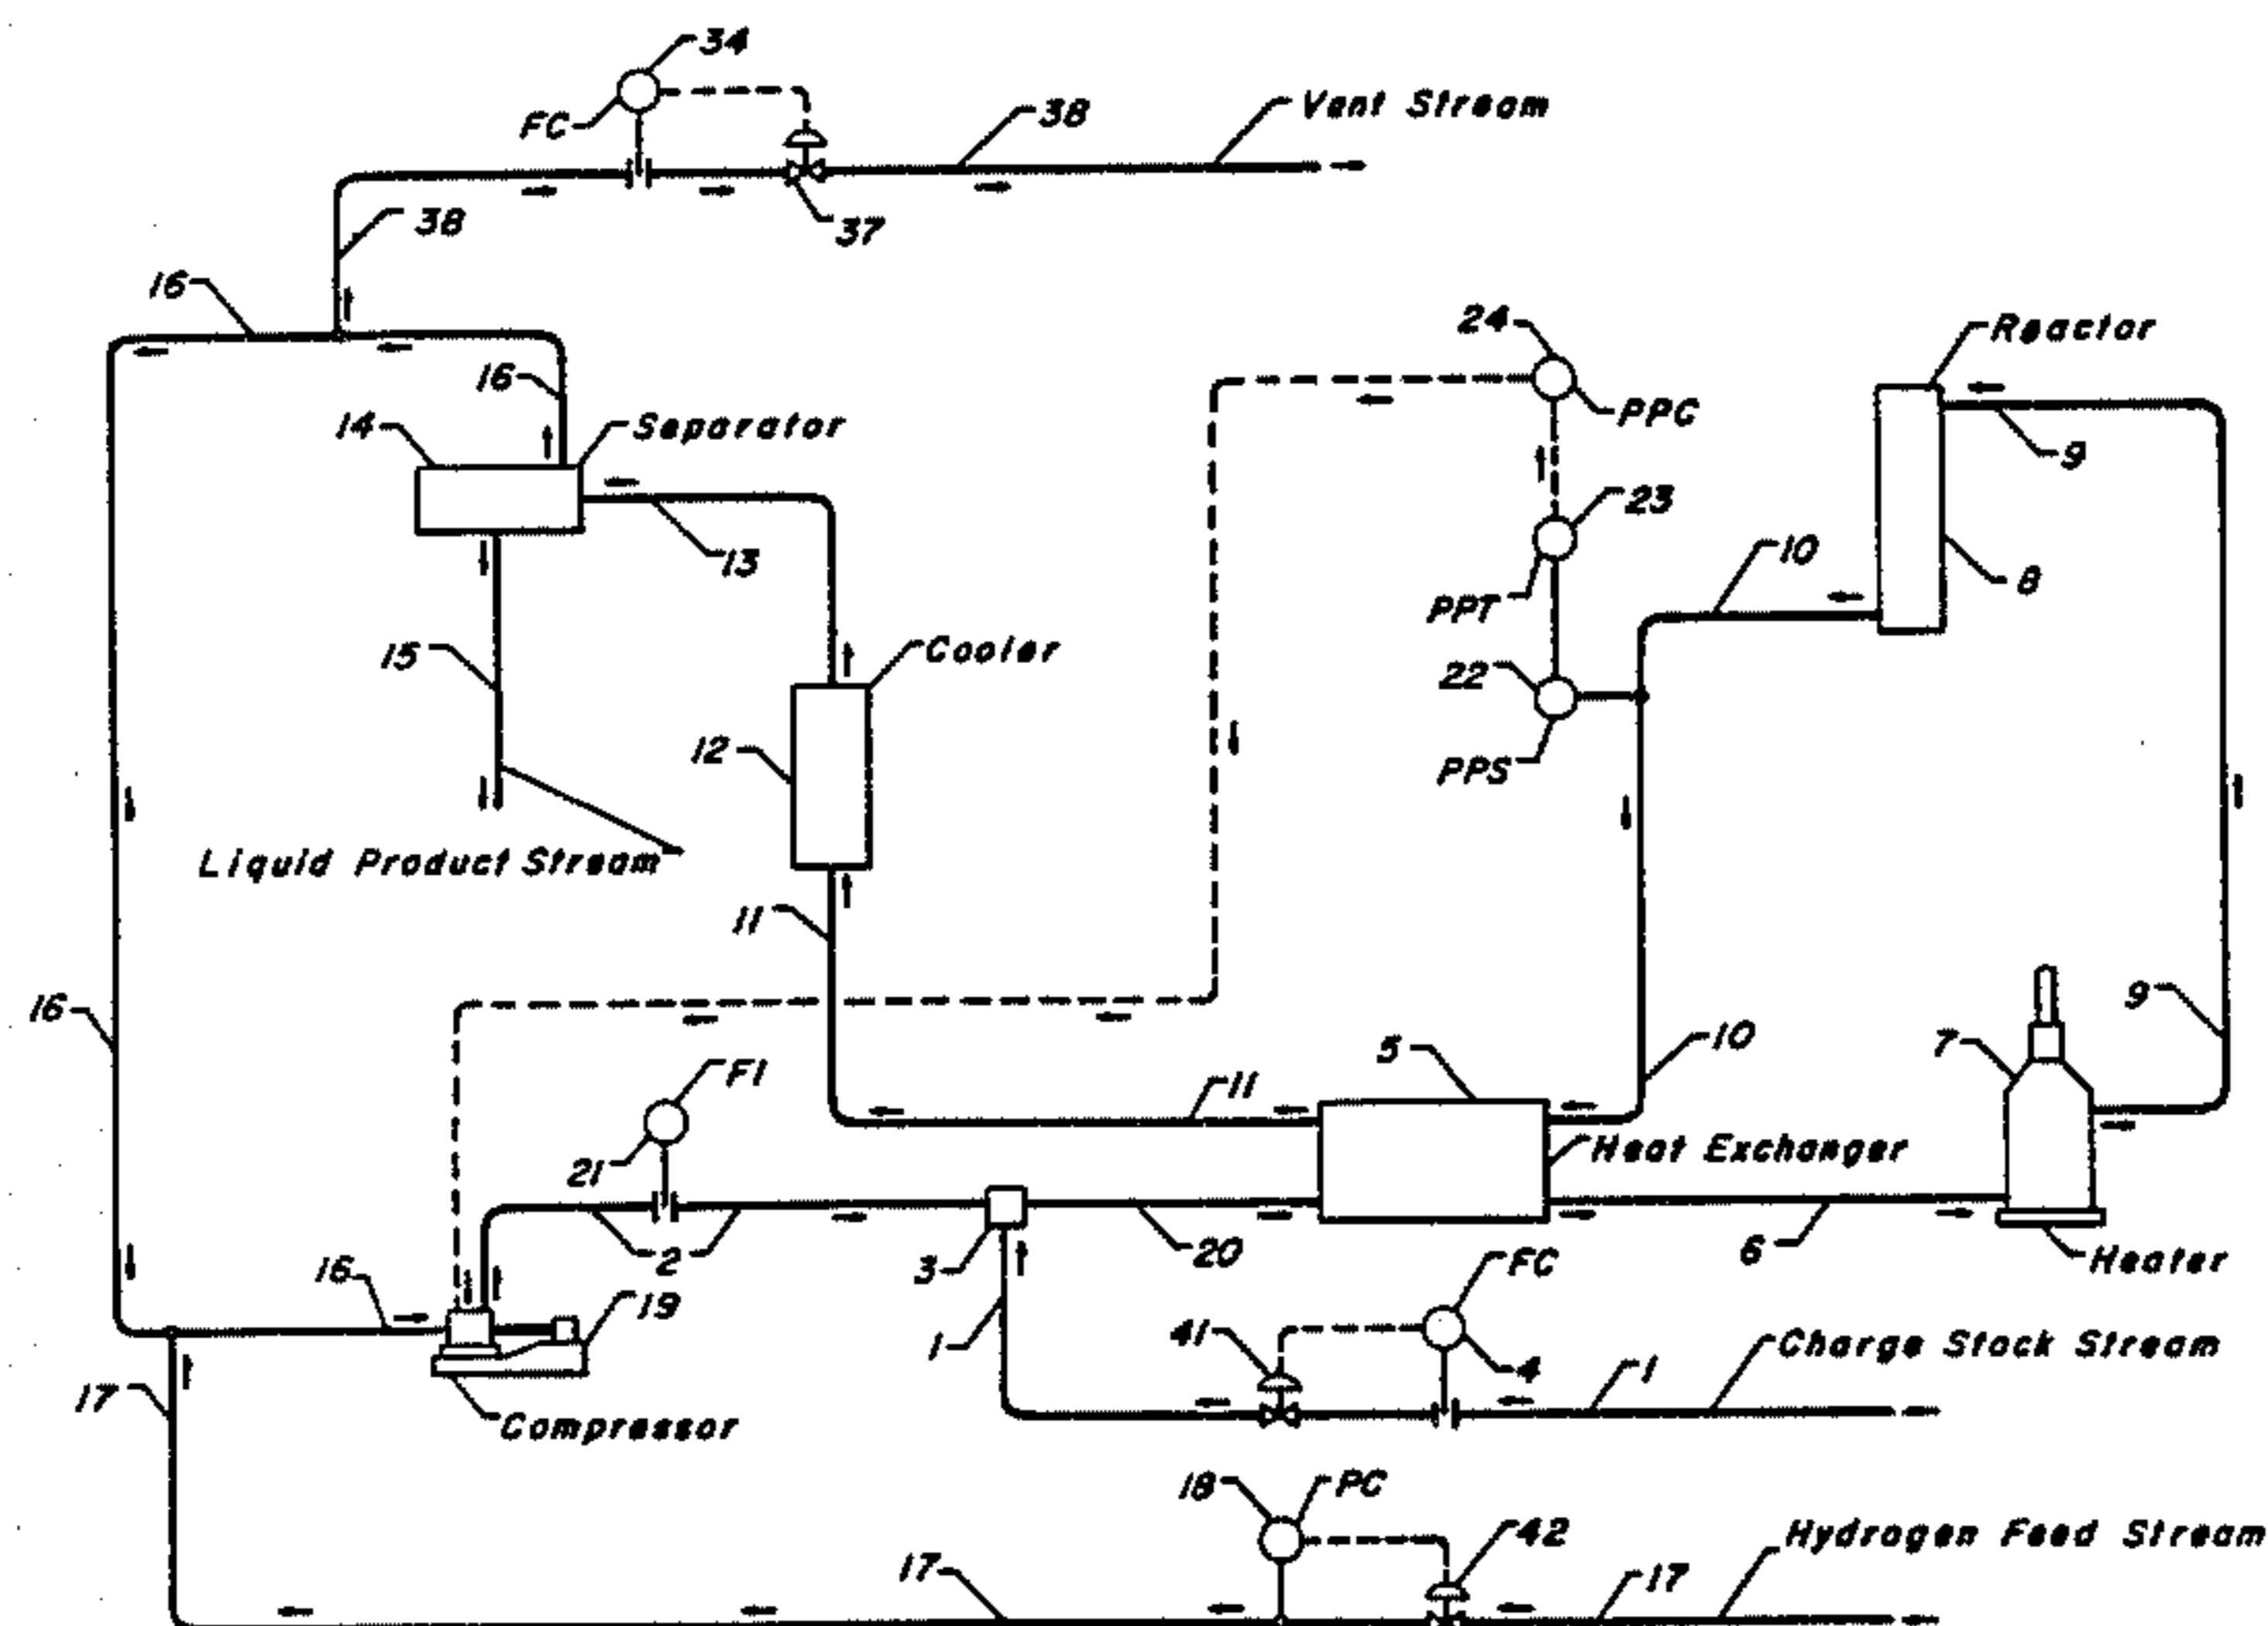 34
FC
38
Vent Stream
37
38
16
24
Reactor
16
PPC
14
Separator
9
23
13
10
8
PPT
15
Cooler
22
12
PPS
Liquid Product Stream
11
16
9
5
10
7
FI
11
21
Heat Exchanger
2
20
6
3
FC
Heater
16
19
41
1
4
Charge Stock Stream
1
17
Compressor
18
PC
42
Hydrogen Feed Stream
17
17